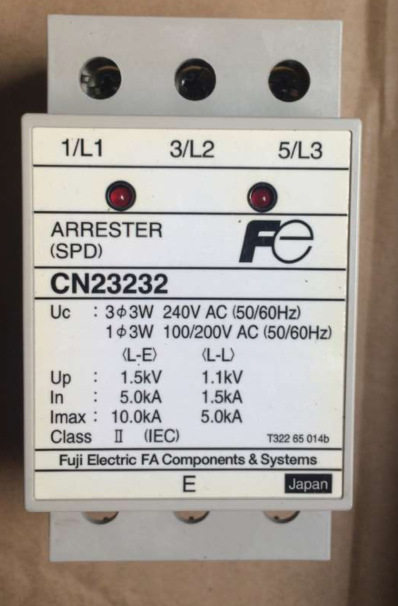 1/L1 3/L2 5/L3
ARRESTER
(SPD)
Fe
CN23232
Uc : 3φ3W 240V AC (50/60Hz)
1φ3W 100/200V AC (50/60Hz)
〈L-E〉 〈L-L〉
Up : 1.5kV 1.1kV
In : 5.0kA 1.5kA
Imax : 10.0kA 5.0kA
Class Ⅱ (IEC) T322 65 014b
Fuji Electric FA Components & Systems
E Japan